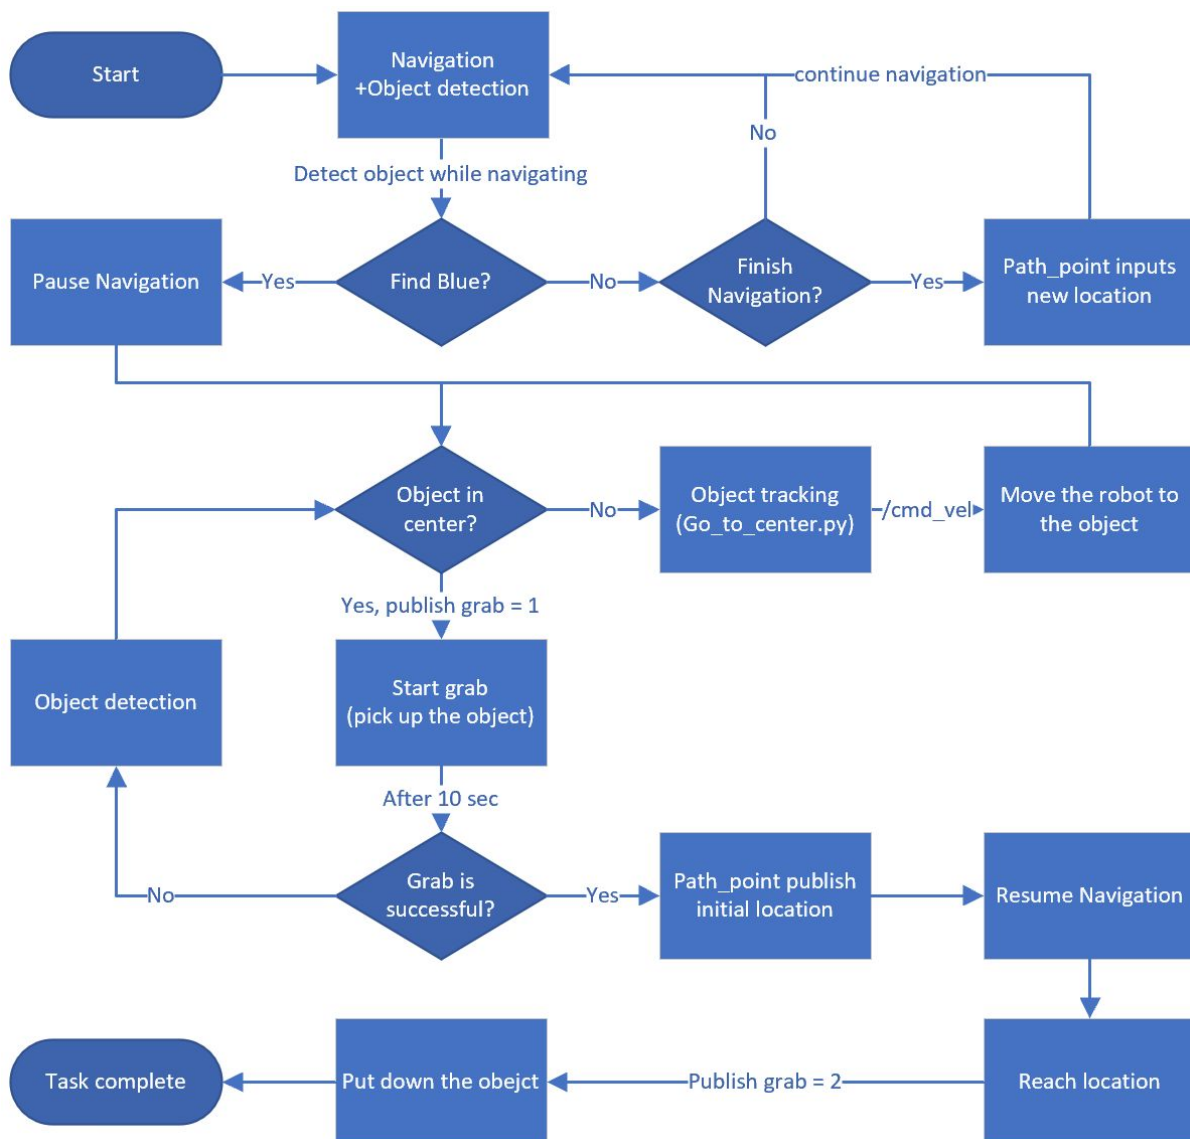 Start
Navigation
+Object detection
continue navigation
No
Detect object while navigating
Pause Navigation
Yes
Find Blue?
No
Finish
Navigation?
Yes
Path_point inputs
new location
Object in
center?
No
Object tracking
(Go_to_center.py)
/cmd_vel
Move the robot to
the object
Yes, publish grab = 1
Object detection
Start grab
(pick up the object)
After 10 sec
No
Grab is
successful?
Yes
Path_point publish
initial location
Resume Navigation
Task complete
Put down the obejct
Publish grab = 2
Reach location